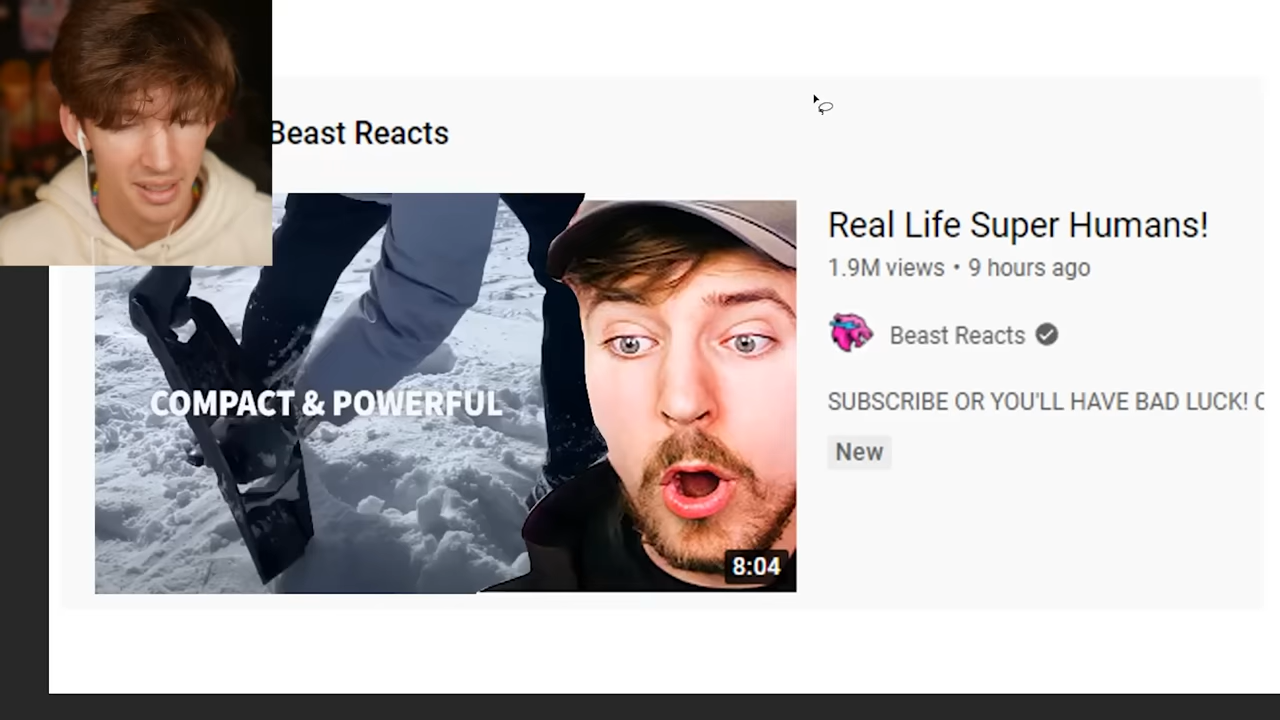 Beast Reacts
COMPACT & POWERFUL
8:04
Real Life Super Humans!
1.9M views • 9 hours ago
Beast Reacts
SUBSCRIBE OR YOU'LL HAVE BAD LUCK!
New